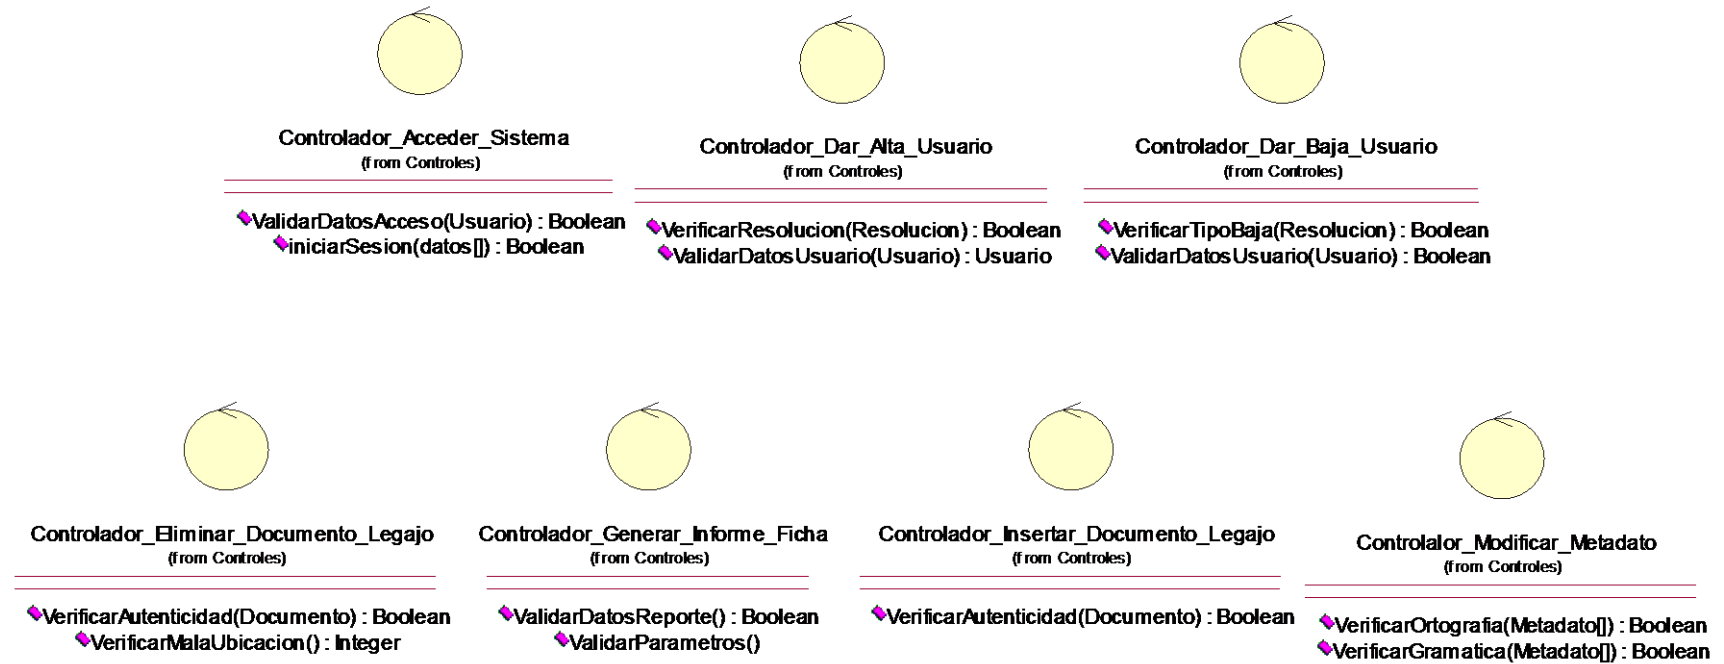 Controlador_Acceder_Sistema
(from Controles)
ValidarDatosAcceso(Usuario) : Boolean
iniciarSesion(datos[]) : Boolean
Controlador_Dar_Alta_Usuario
(from Controles)
VerificarResolucion(Resolucion) : Boolean
ValidarDatosUsuario(Usuario) : Usuario
Controlador_Dar_Baja_Usuario
(from Controles)
VerificarTipoBaja(Resolucion) : Boolean
ValidarDatosUsuario(Usuario) : Boolean
Controlador_Eliminar_Documento_Legajo
(from Controles)
VerificarAutenticidad(Documento) : Boolean
VerificarMalaUbicacion() : Integer
Controlador_Generar_Informe_Ficha
(from Controles)
ValidarDatosReporte() : Boolean
ValidarParametros()
Controlador_Insertar_Documento_Legajo
(from Controles)
VerificarAutenticidad(Documento) : Boolean
Controlalor_Modificar_Metadato
(from Controles)
VerificarOrtografia(Metadato[]) : Boolean
VerificarGramatica(Metadato[]) : Boolean